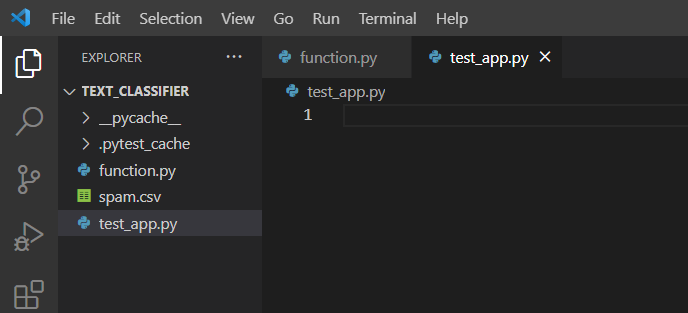 File Edit Selection View Go Run Terminal Help
EXPLORER ...
function.py test_app.py
TEXT_CLASSIFIER
test_app.py
1
__pycache__
.pytest_cache
function.py
spam.csv
test_app.py